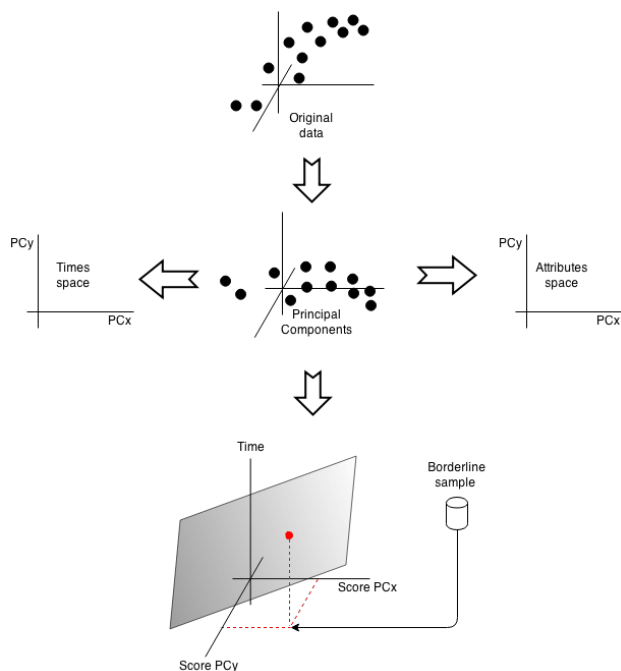 Original
data
PCy
Times
space
PCx
Principal
Components
PCy
Attributes
space
PCx
Time
Borderline
sample
Score PCx
Score PCy